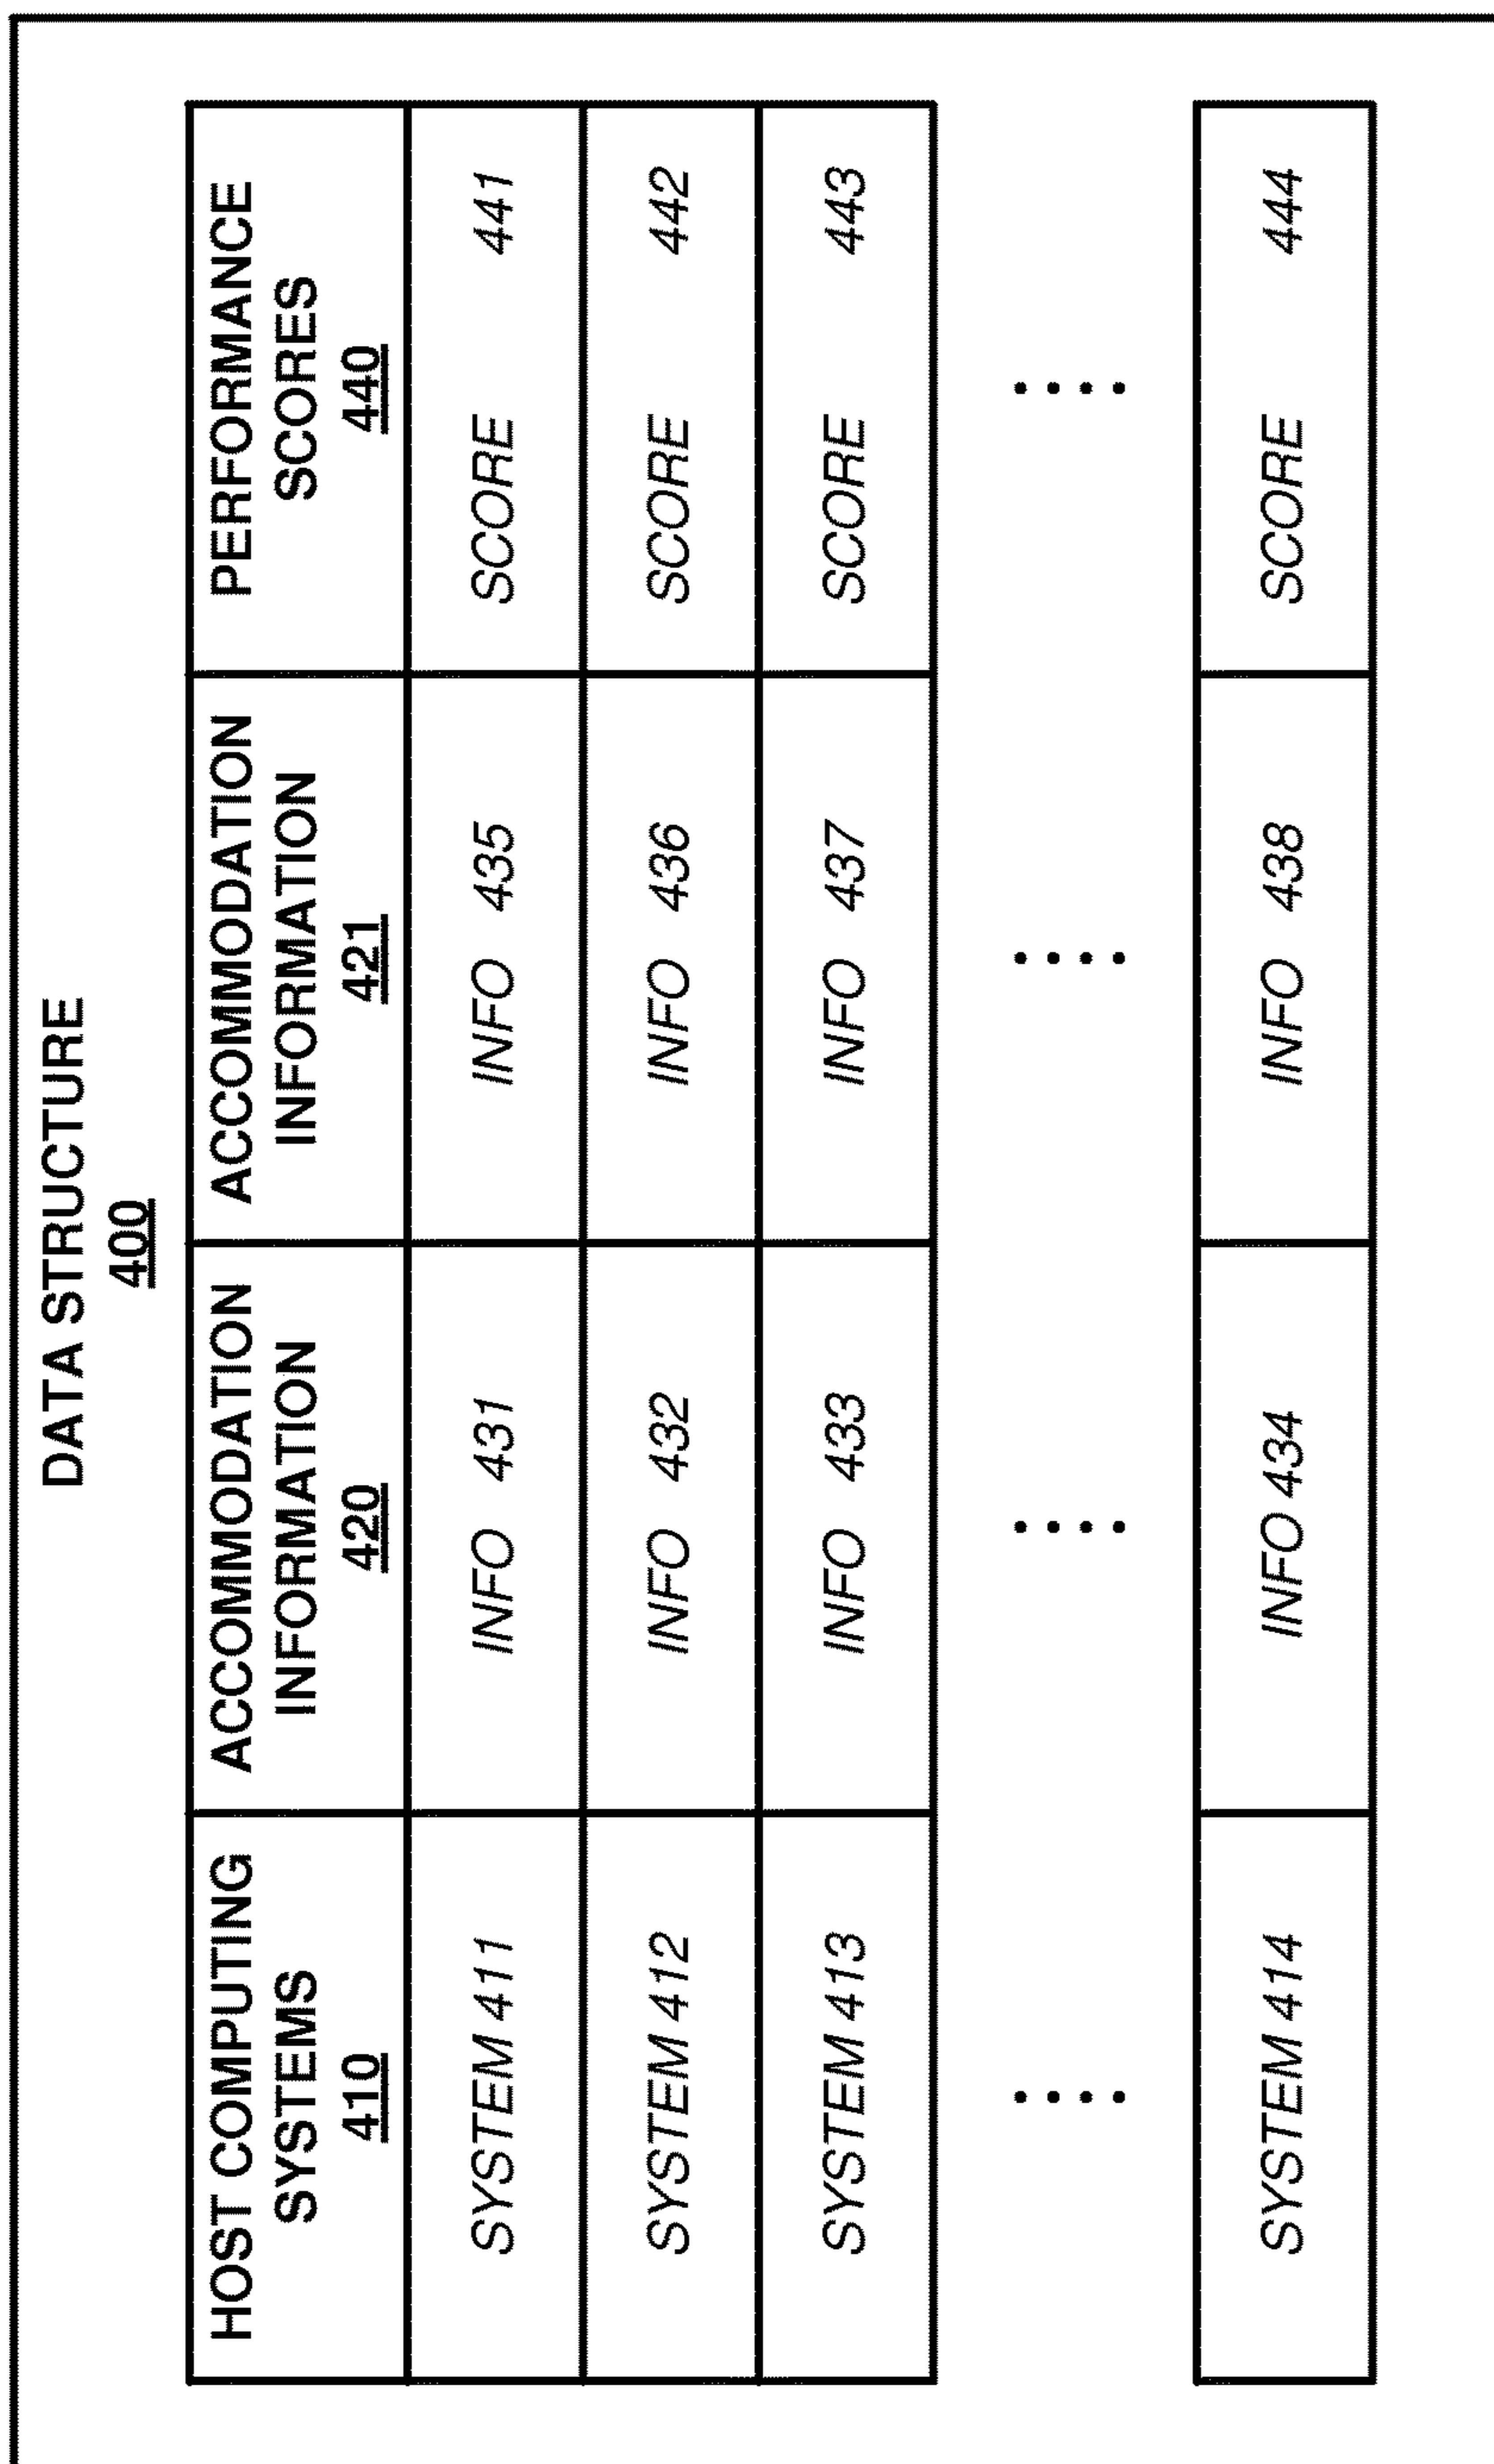 DATA STRUCTURE
400
HOST COMPUTING
SYSTEMS
410
ACCOMMODATION
INFORMATION
420
ACCOMMODATION
INFORMATION
421
PERFORMANCE
SCORES
440
SYSTEM 411
INFO 431
INFO 435
SCORE 441
SYSTEM 412
INFO 432
INFO 436
SCORE 442
SYSTEM 413
INFO 433
INFO 437
SCORE 443
....
....
....
....
SYSTEM 414
INFO 434
INFO 438
SCORE 444